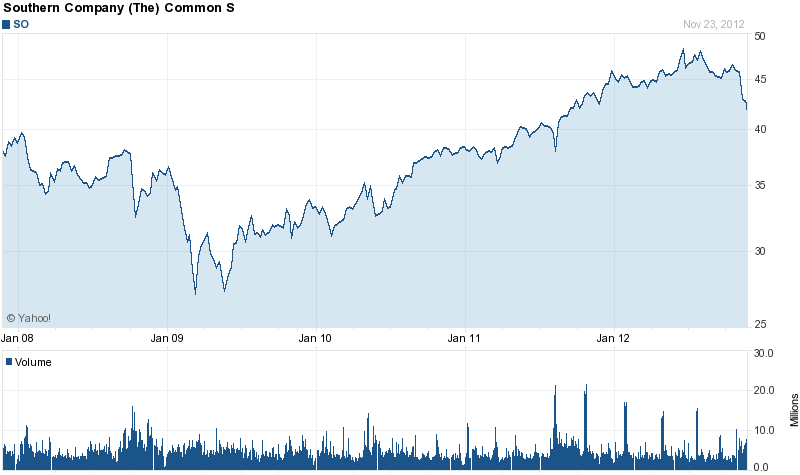 Southern Company (The) Common S
SO
Nov 23, 2012
50
45
40
35
30
25
© Yahoo!
Jan 08
Jan 09
Jan 10
Jan 11
Jan 12
Volume
30.0
20.0
10.0
0.0
Millions